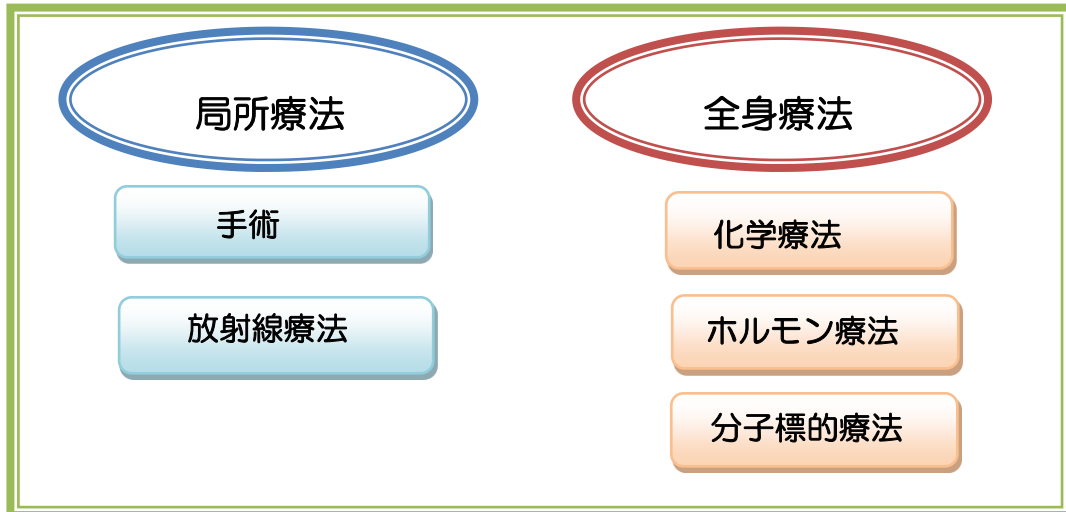 局所療法
手術
放射線療法
全身療法
化学療法
ホルモン療法
分子標的療法